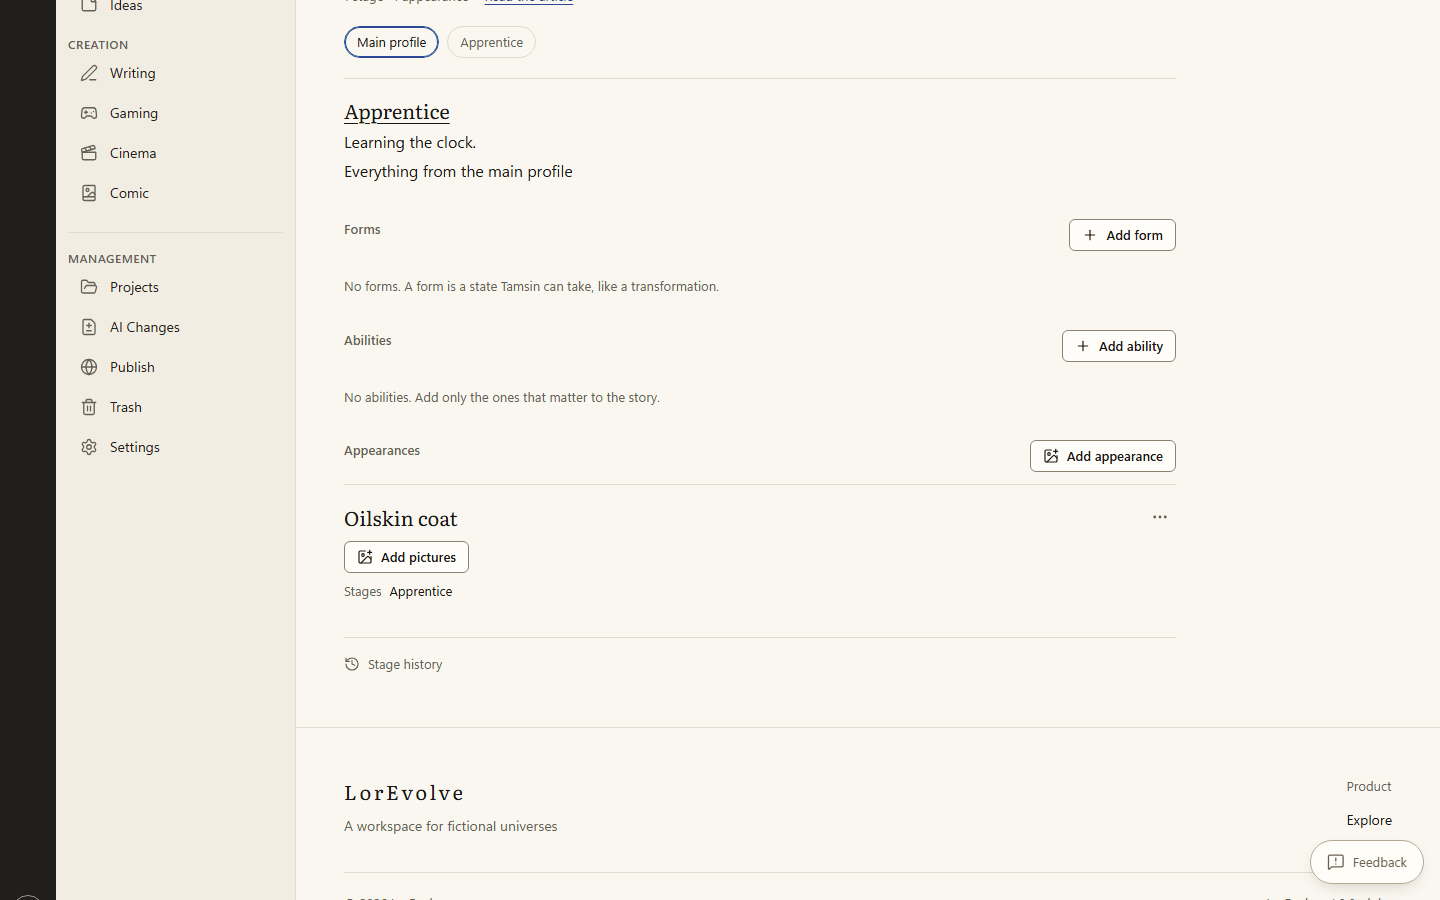 Ideas
CREATION
Writing
Gaming
Cinema
Comic
MANAGEMENT
Projects
AI Changes
Publish
Trash
Settings
Read the article
Main profile
Apprentice
Apprentice
Learning the clock.
Everything from the main profile
Forms
Add form
No forms. A form is a state Tamsin can take, like a transformation.
Abilities
Add ability
No abilities. Add only the ones that matter to the story.
Appearances
Add appearance
Oilskin coat
Add pictures
Stages Apprentice
Stage history
LorEvolve
A workspace for fictional universes
Product
Explore
Feedback